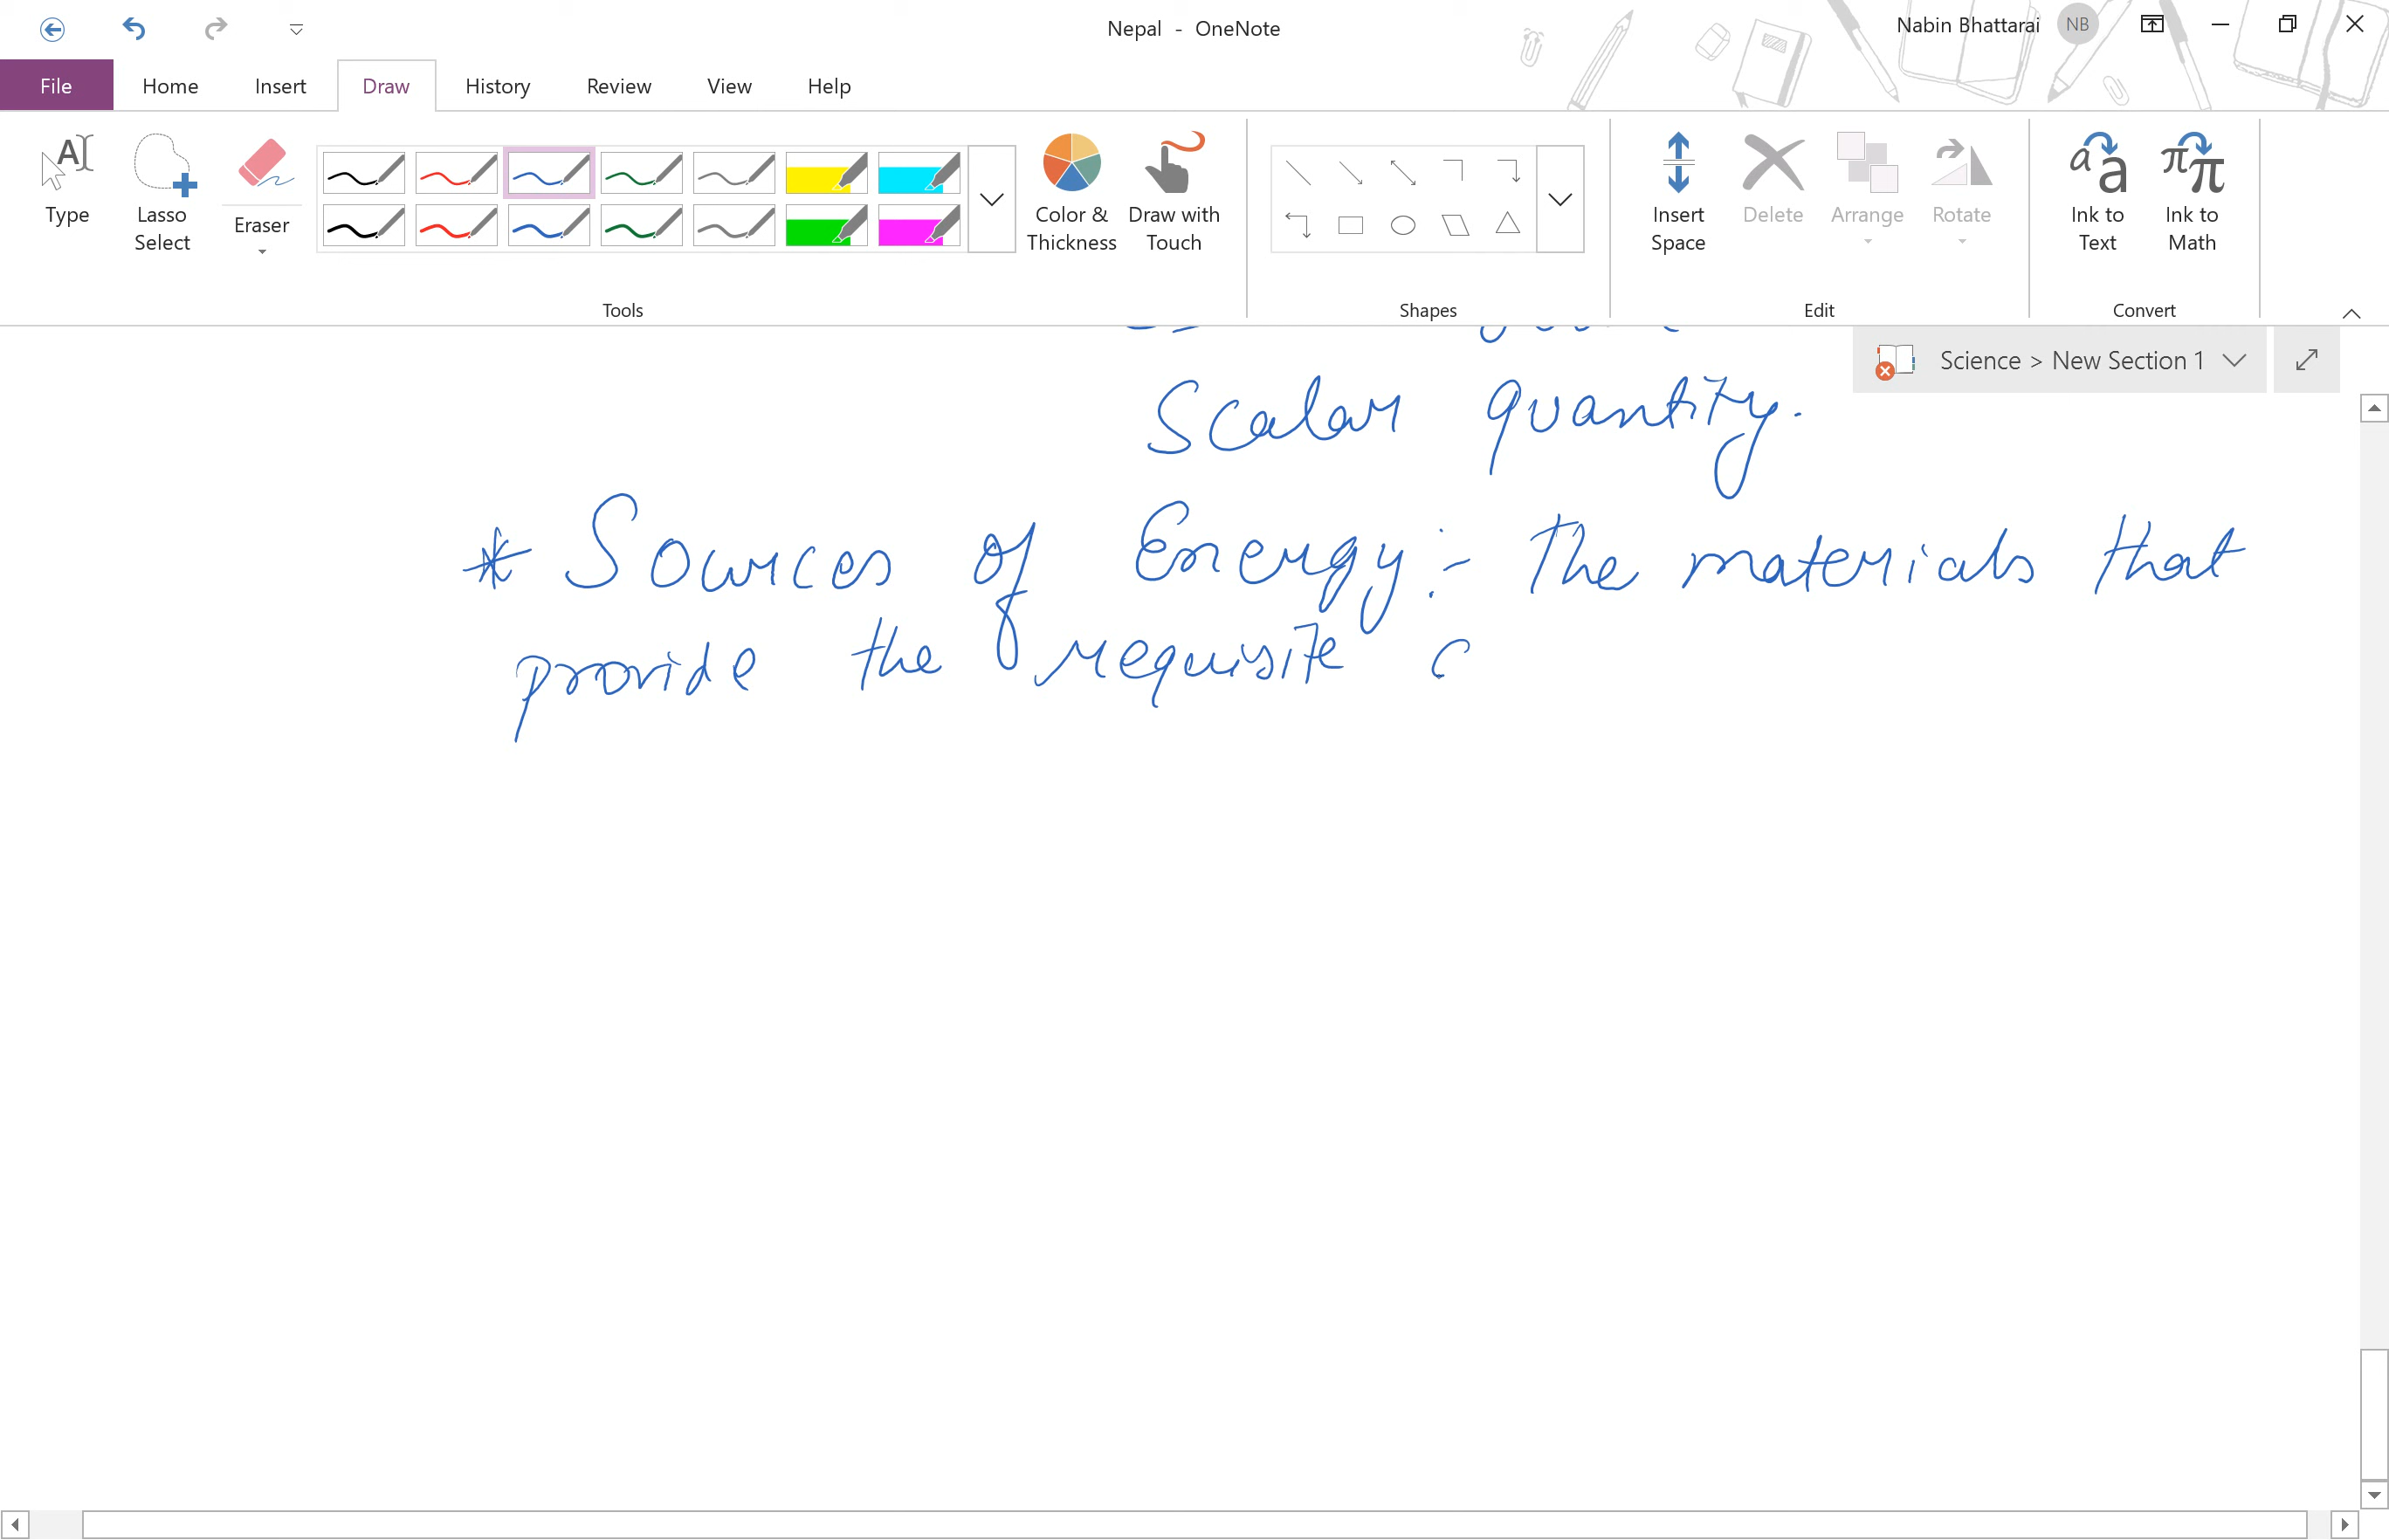 Nepal - OneNote
Nabin Bhattarai NB
File Home Insert Draw History Review View Help
Type
Lasso Select
Eraser
Color & Thickness
Draw with Touch
Insert Space
Delete
Arrange
Rotate
Ink to Text
Ink to Math
Tools Shapes Edit Convert
Science > New Section 1
Scalar quantity.
* Sources of Energy:- The materials that
provide the requisite